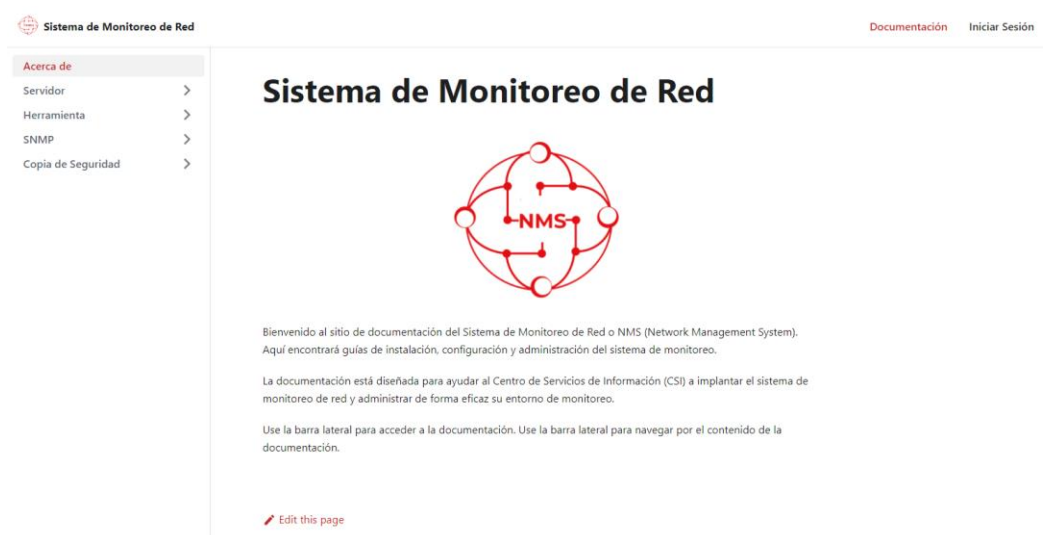 Sistema de Monitoreo de Red
Documentación
Iniciar Sesión
Acerca de
Servidor
Herramienta
SNMP
Copia de Seguridad
Sistema de Monitoreo de Red
NMS
Bienvenido al sitio de documentación del Sistema de Monitoreo de Red o NMS (Network Management System).
Aquí encontrará guías de instalación, configuración y administración del sistema de monitoreo.
La documentación está diseñada para ayudar al Centro de Servicios de Información (CSI) a implantar el sistema de
monitoreo de red y administrar de forma eficaz su entorno de monitoreo.
Use la barra lateral para acceder a la documentación. Use la barra lateral para navegar por el contenido de la
documentación.
Edit this page